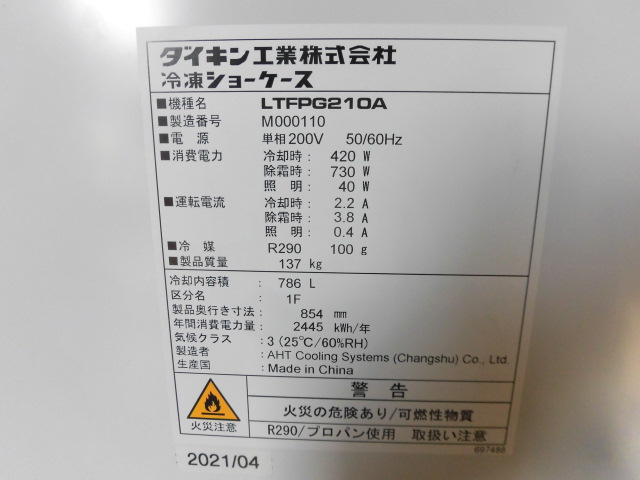 ダイキン工業株式会社
冷凍ショーケース
■機種名 LTFPG210A
■製造番号 M000110
■電 源 単相200V 50/60Hz
■消費電力 冷却時: 420 W
除霜時: 730 W
照 明: 40 W
■運転電流 冷却時: 2.2 A
除霜時: 3.8 A
照 明: 0.4 A
■冷 媒 R290 100 g
■製品質量 137 kg
冷却内容積 : 786 L
区分名 : 1F
製品奥行き寸法: 854 mm
年間消費電力量: 2445 kWh/年
気候クラス : 3 (25℃/60%RH)
製造者 : AHT Cooling Systems (Changshu) Co., Ltd.
生産国 : Made in China
警 告
火災の危険あり/可燃性物質
火災注意 R290/プロパン使用 取扱い注意
697488
2021/04